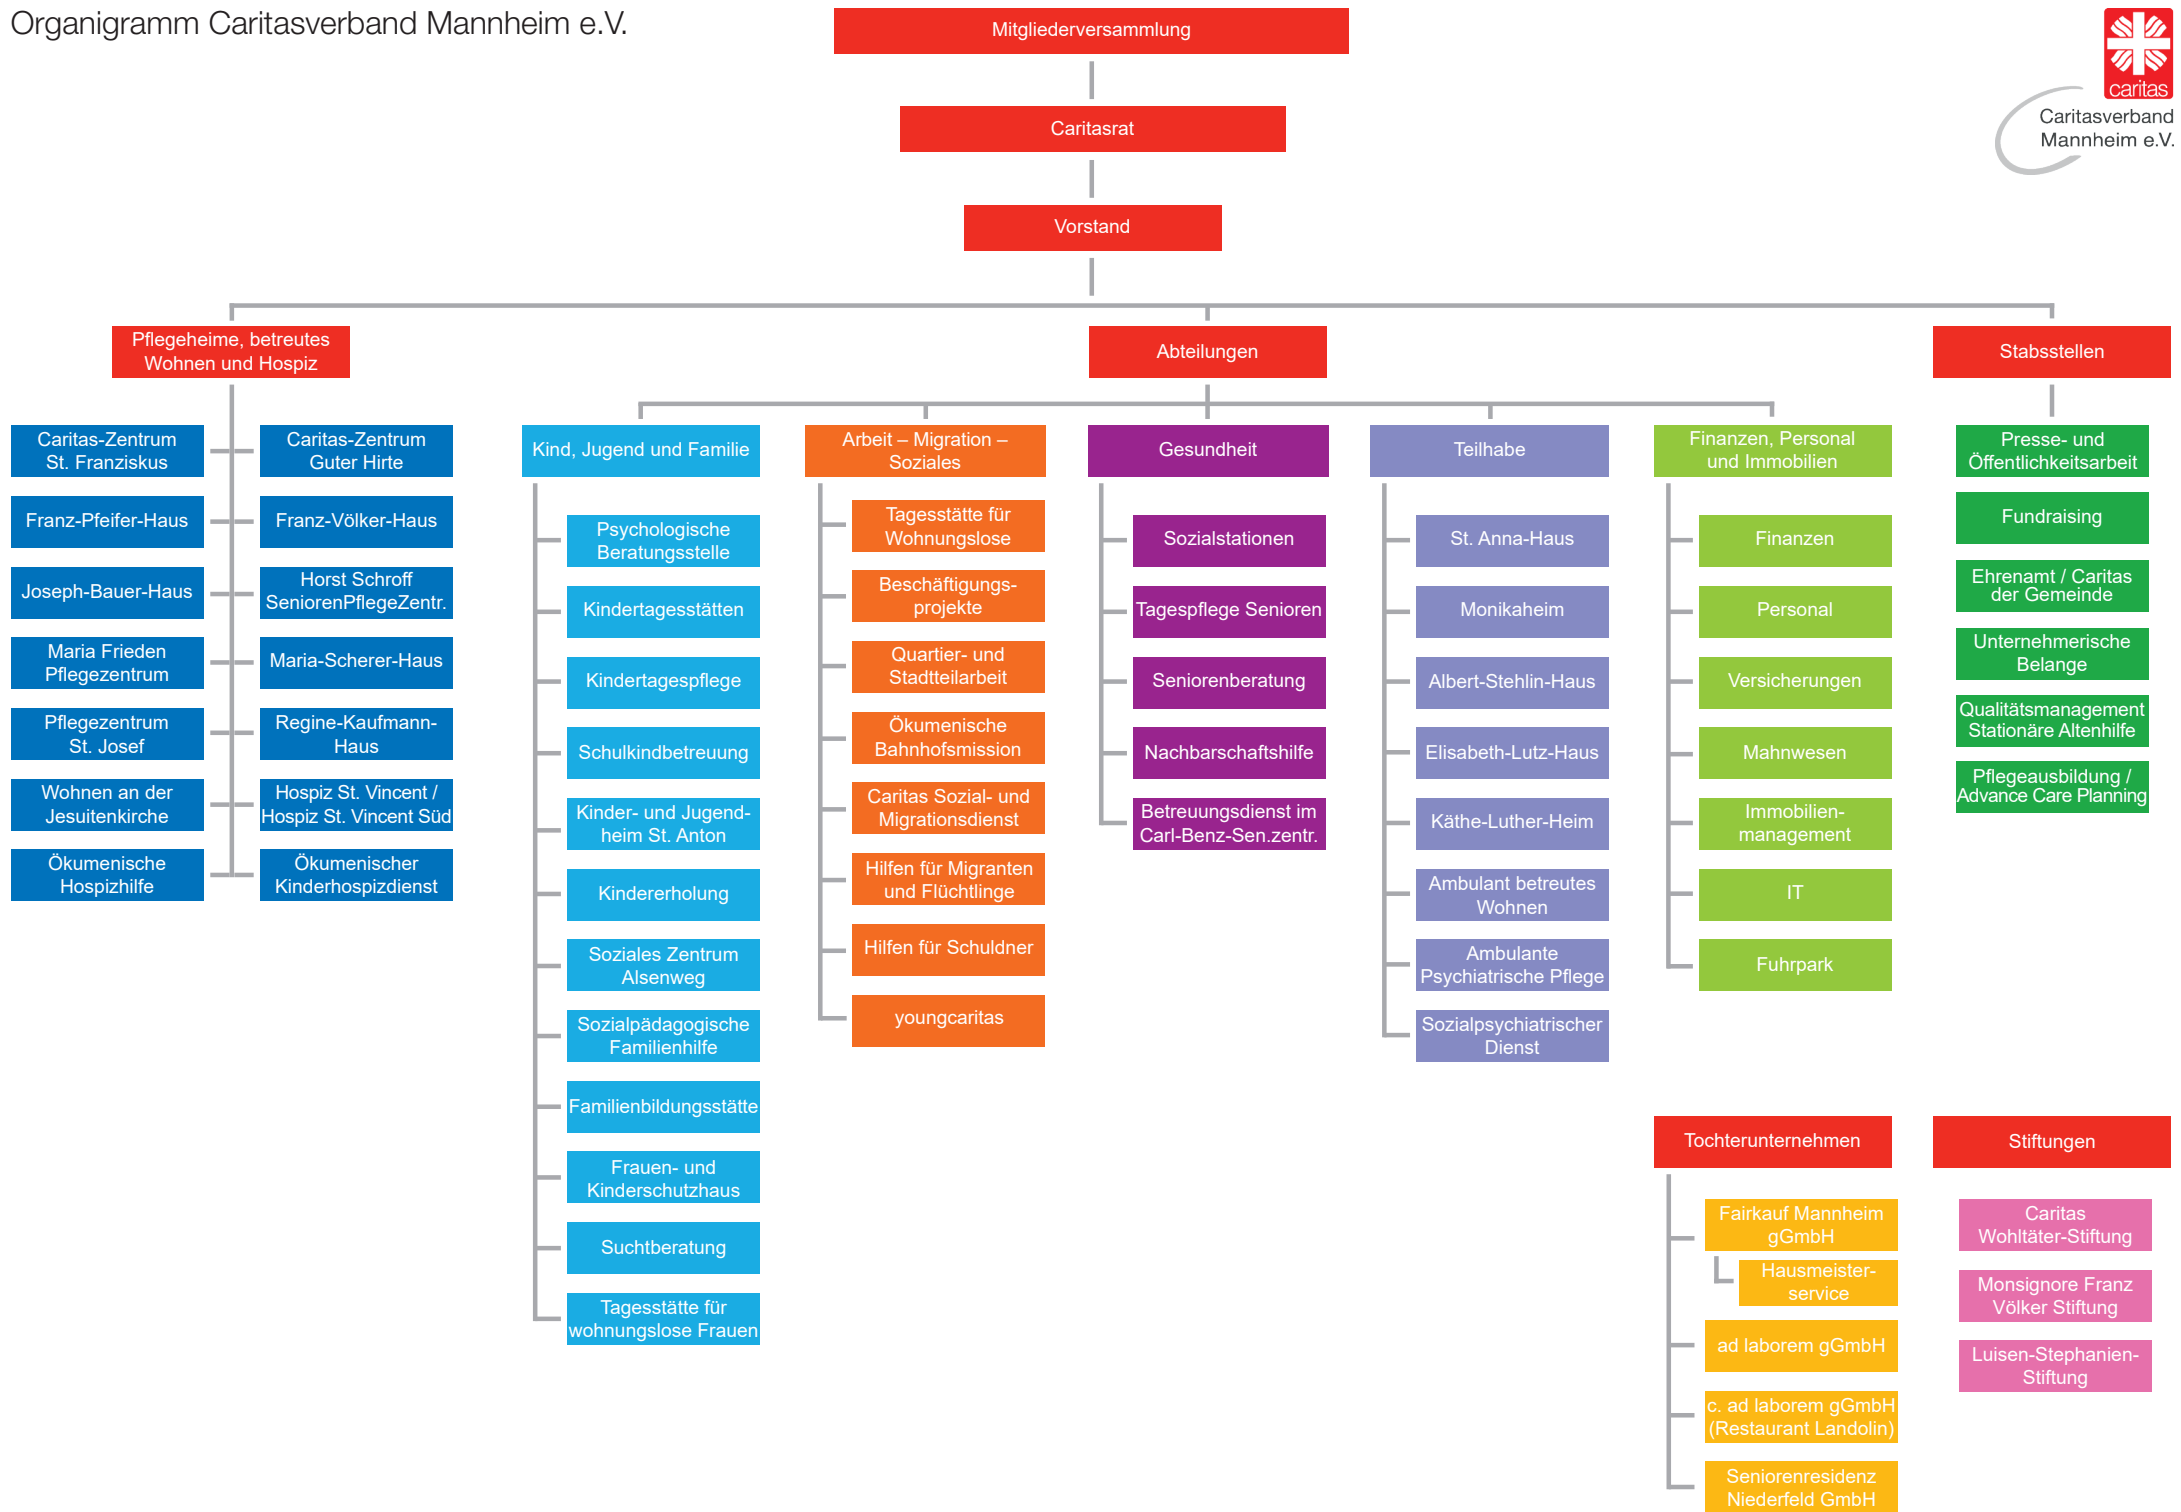 Organigramm Caritasverband Mannheim e.V.
caritas
Caritasverband
Mannheim e.V.
Mitgliederversammlung
Caritasrat
Vorstand
Pflegeheime, betreutes
Wohnen und Hospiz
Caritas-Zentrum
St. Franziskus
Caritas-Zentrum
Guter Hirte
Franz-Pfeifer-Haus
Franz-Völker-Haus
Joseph-Bauer-Haus
Horst Schroff
SeniorenPflegeZentr.
Maria Frieden
Pflegezentrum
Maria-Scherer-Haus
Pflegezentrum
St. Josef
Regine-Kaufmann-
Haus
Wohnen an der
Jesuitenkirche
Hospiz St. Vincent /
Hospiz St. Vincent Süd
Ökumenische
Hospizhilfe
Ökumenischer
Kinderhospizdienst
Abteilungen
Kind, Jugend und Familie
Psychologische
Beratungsstelle
Kindertagesstätten
Kindertagespflege
Schulkindbetreuung
Kinder- und Jugend-
heim St. Anton
Kindererholung
Soziales Zentrum
Alsenweg
Sozialpädagogische
Familienhilfe
Familienbildungsstätte
Frauen- und
Kinderschutzhaus
Suchtberatung
Tagesstätte für
wohnungslose Frauen
Arbeit – Migration –
Soziales
Tagesstätte für
Wohnungslose
Beschäftigungs-
projekte
Quartier- und
Stadtteilarbeit
Ökumenische
Bahnhofsmission
Caritas Sozial- und
Migrationsdienst
Hilfen für Migranten
und Flüchtlinge
Hilfen für Schuldner
youngcaritas
Gesundheit
Sozialstationen
Tagespflege Senioren
Seniorenberatung
Nachbarschaftshilfe
Betreuungsdienst im
Carl-Benz-Sen.zentr.
Teilhabe
St. Anna-Haus
Monikaheim
Albert-Stehlin-Haus
Elisabeth-Lutz-Haus
Käthe-Luther-Heim
Ambulant betreutes
Wohnen
Ambulante
Psychiatrische Pflege
Sozialpsychiatrischer
Dienst
Finanzen, Personal
und Immobilien
Finanzen
Personal
Versicherungen
Mahnwesen
Immobilien-
management
IT
Fuhrpark
Stabsstellen
Presse- und
Öffentlichkeitsarbeit
Fundraising
Ehrenamt / Caritas
der Gemeinde
Unternehmerische
Belange
Qualitätsmanagement
Stationäre Altenhilfe
Pflegeausbildung /
Advance Care Planning
Tochterunternehmen
Fairkauf Mannheim
gGmbH
Hausmeister-
service
ad laborem gGmbH
c. ad laborem gGmbH
(Restaurant Landolin)
Seniorenresidenz
Niederfeld GmbH
Stiftungen
Caritas
Wohltäter-Stiftung
Monsignore Franz
Völker Stiftung
Luisen-Stephanien-
Stiftung